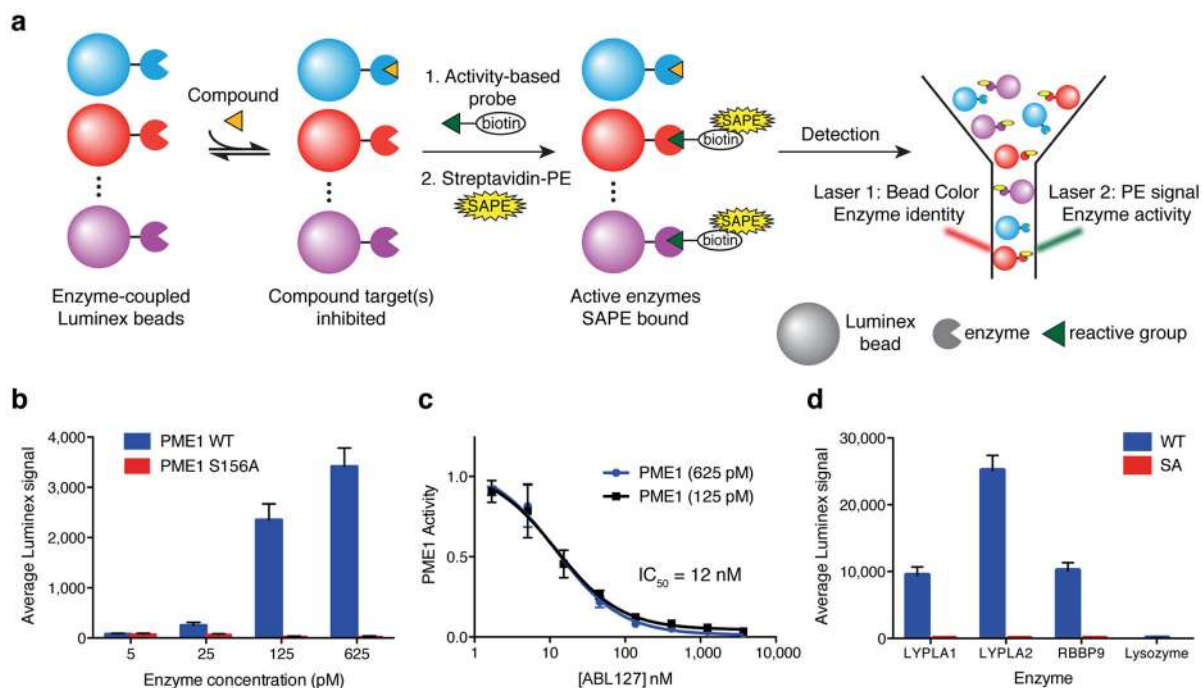 a
Compound
Enzyme-coupled
Luminex beads
Compound target(s)
inhibited
1. Activity-based
probe
biotin
2. Streptavidin-PE
SAPE
SAPE
biotin
SAPE
biotin
Active enzymes
SAPE bound
Detection
Laser 1: Bead Color
Enzyme identity
Laser 2: PE signal
Enzyme activity
Luminex
bead
enzyme
reactive group
b
Average Luminex signal
4,000
3,000
2,000
1,000
0
PME1 WT
PME1 S156A
5 25 125 625
Enzyme concentration (pM)
c
PME1 Activity
1.0
0.5
0.0
PME1 (625 pM)
PME1 (125 pM)
IC50 = 12 nM
1 10 100 1,000 10,000
[ABL127] nM
d
Average Luminex signal
30,000
20,000
10,000
0
WT
SA
LYPLA1 LYPLA2 RBBP9 Lysozyme
Enzyme